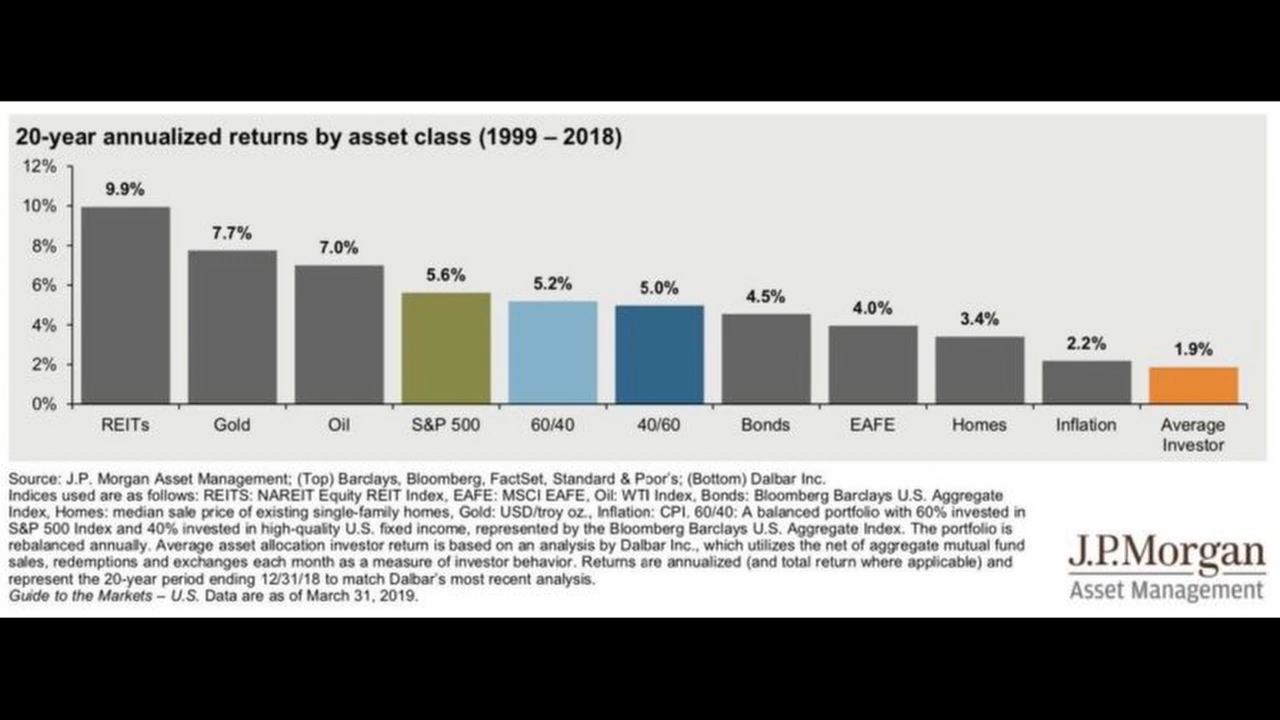 20-year annualized returns by asset class (1999 – 2018)
12%
10%
8%
6%
4%
2%
0%
9.9%
7.7%
7.0%
5.6%
5.2%
5.0%
4.5%
4.0%
3.4%
2.2%
1.9%
REITs
Gold
Oil
S&P 500
60/40
40/60
Bonds
EAFE
Homes
Inflation
Average
Investor
Source: J.P. Morgan Asset Management; (Top) Barclays, Bloomberg, FactSet, Standard & Poor's; (Bottom) Dalbar Inc.
Indices used are as follows: REITS: NAREIT Equity REIT Index, EAFE: MSCI EAFE, Oil: WTI Index, Bonds: Bloomberg Barclays U.S. Aggregate
Index, Homes: median sale price of existing single-family homes, Gold: USD/troy oz., Inflation: CPI. 60/40: A balanced portfolio with 60% invested in
S&P 500 Index and 40% invested in high-quality U.S. fixed income, represented by the Bloomberg Barclays U.S. Aggregate Index. The portfolio is
rebalanced annually. Average asset allocation investor return is based on an analysis by Dalbar Inc., which utilizes the net of aggregate mutual fund
sales, redemptions and exchanges each month as a measure of investor behavior. Returns are annualized (and total return where applicable) and
represent the 20-year period ending 12/31/18 to match Dalbar's most recent analysis.
Guide to the Markets – U.S. Data are as of March 31, 2019.
J.P.Morgan
Asset Management